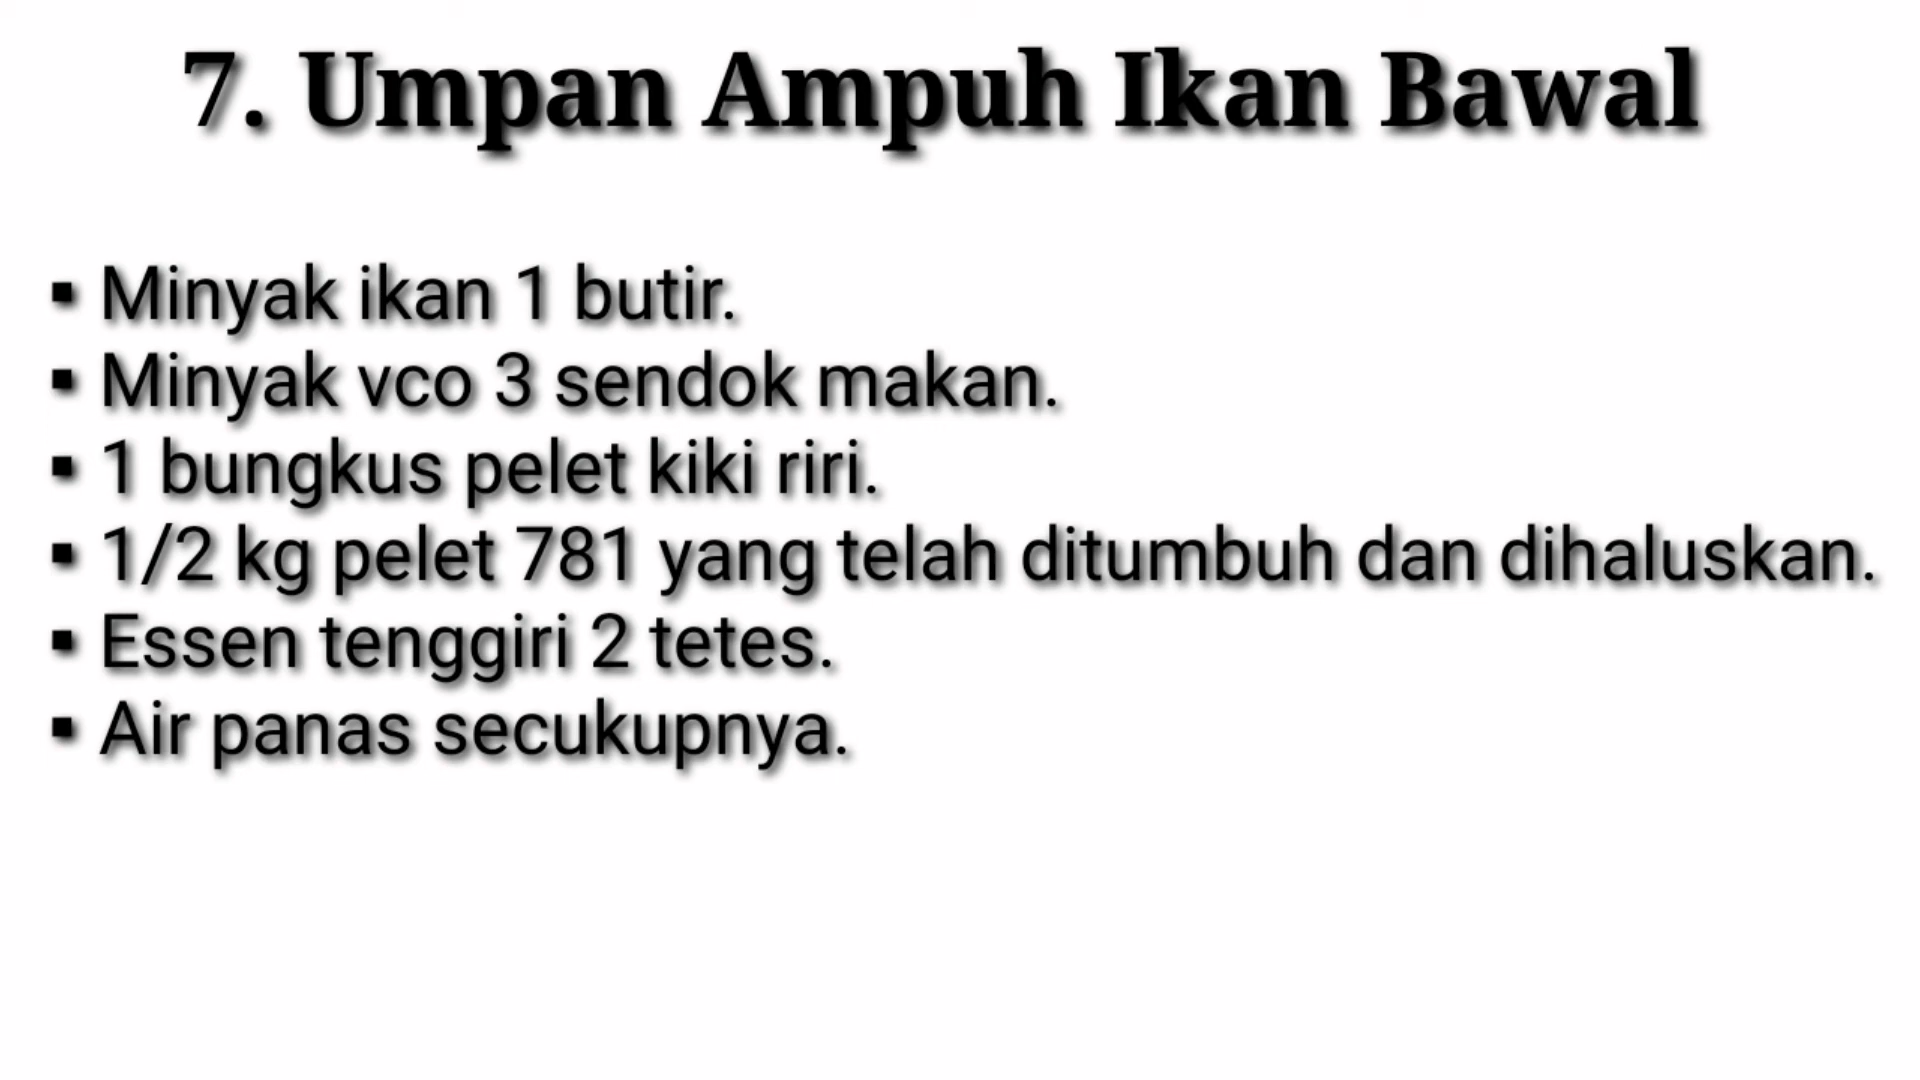 7. Umpan Ampuh Ikan Bawal
▪ Minyak ikan 1 butir.
▪ Minyak vco 3 sendok makan.
▪ 1 bungkus pelet kiki riri.
▪ 1/2 kg pelet 781 yang telah ditumbuh dan dihaluskan.
▪ Essen tenggiri 2 tetes.
▪ Air panas secukupnya.